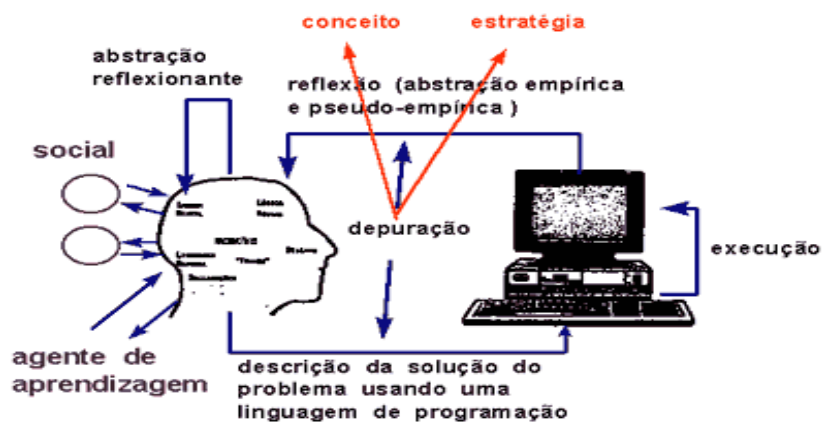 conceito
estratégia
abstração
reflexionante
reflexão (abstração empírica
e pseudo-empírica )
social
depuração
execução
agente de
aprendizagem
descrição da solução do
problema usando uma
linguagem de programação